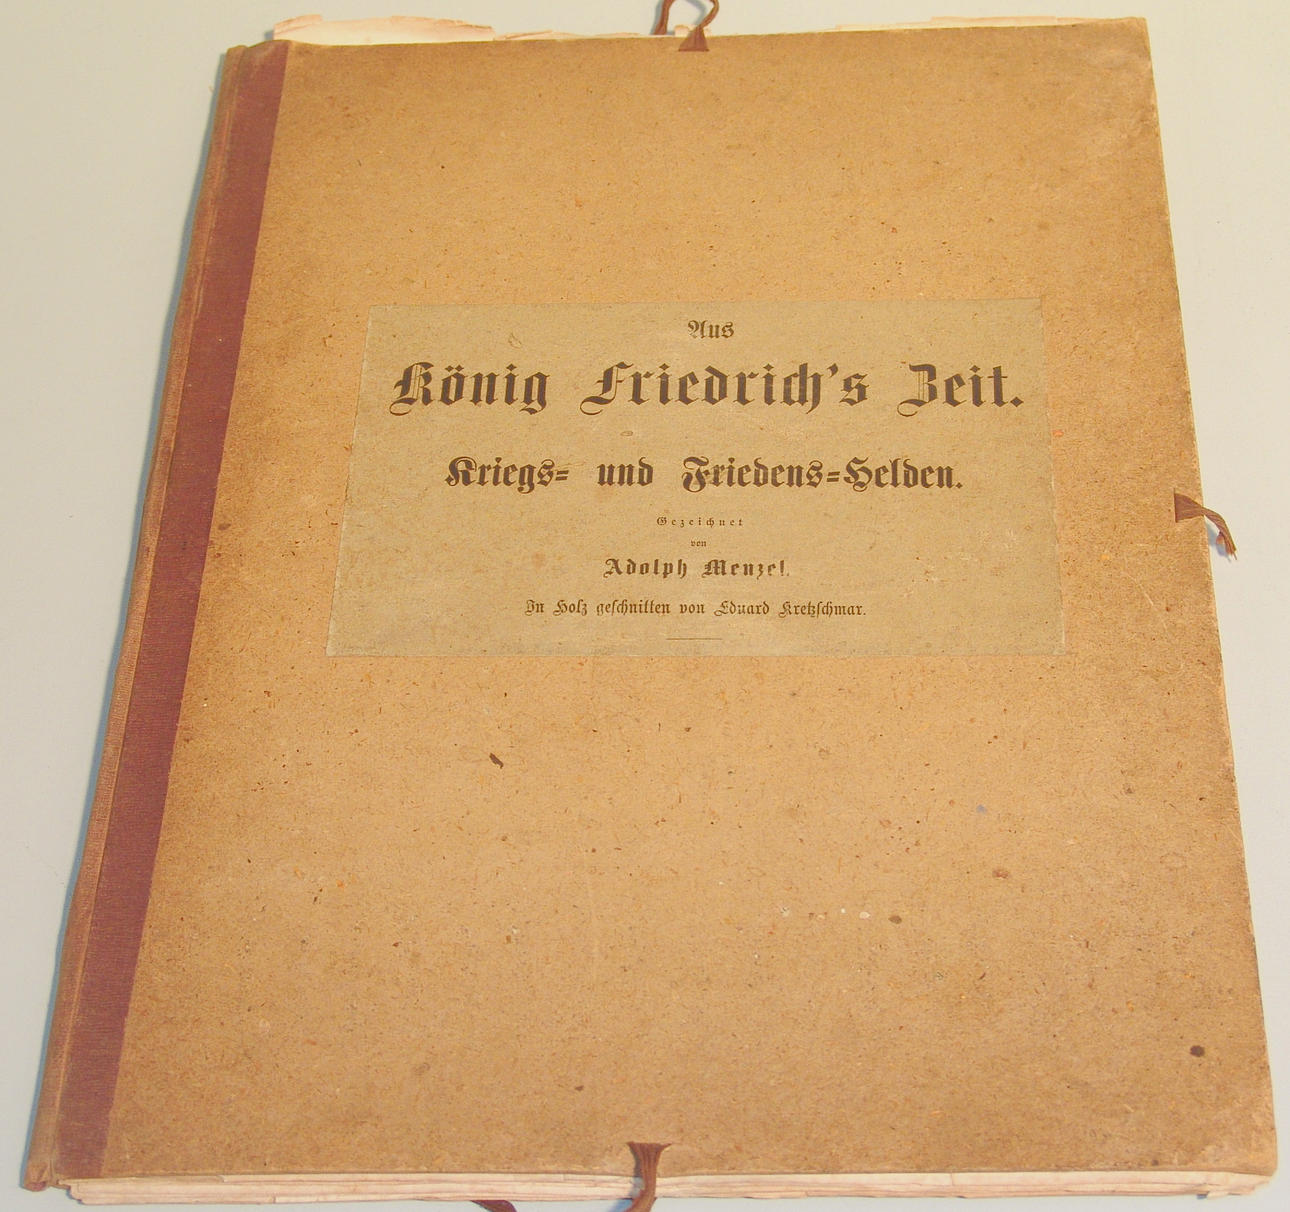 Aus
König Friedrich's Zeit.
Kriegs= und Friedens=Helden.
Gezeichnet
von
Adolph Menzel.
In Holz geſchnitten von Eduard Kretzſchmar.